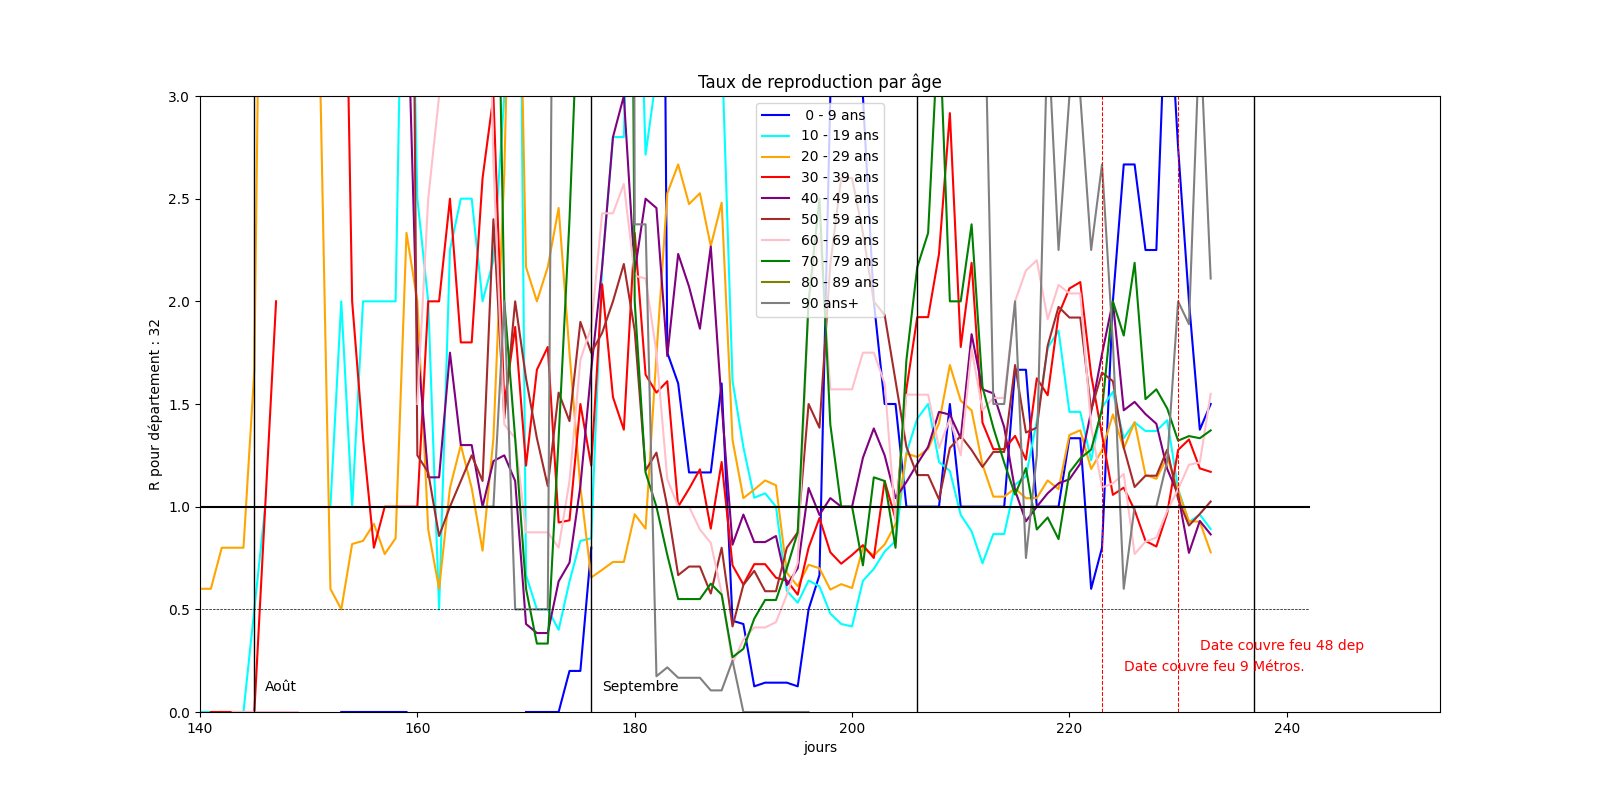 Taux de reproduction par âge
3.0
2.5
2.0
1.5
1.0
0.5
0.0
R pour département : 32
0 - 9 ans
10 - 19 ans
20 - 29 ans
30 - 39 ans
40 - 49 ans
50 - 59 ans
60 - 69 ans
70 - 79 ans
80 - 89 ans
90 ans+
Date couvre feu 48 dep
Date couvre feu 9 Métros.
Août
Septembre
140
160
180
200
220
240
jours